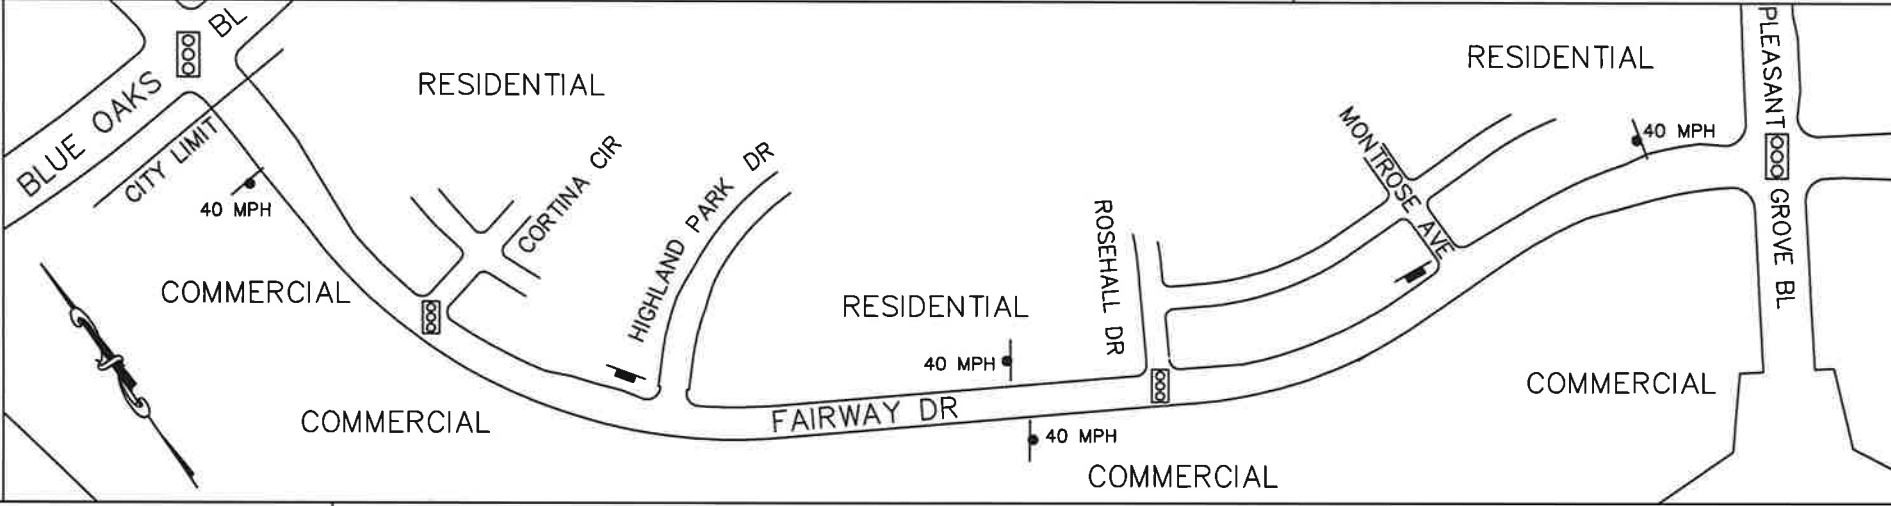 BLUE OAKS BL
CITY LIMIT
40 MPH
RESIDENTIAL
CORTINA CIR
HIGHLAND PARK DR
COMMERCIAL
COMMERCIAL
RESIDENTIAL
40 MPH
FAIRWAY DR
40 MPH
COMMERCIAL
ROSEHALL DR
MONTROSE AVE
RESIDENTIAL
40 MPH
PLEASANT GROVE BL
COMMERCIAL